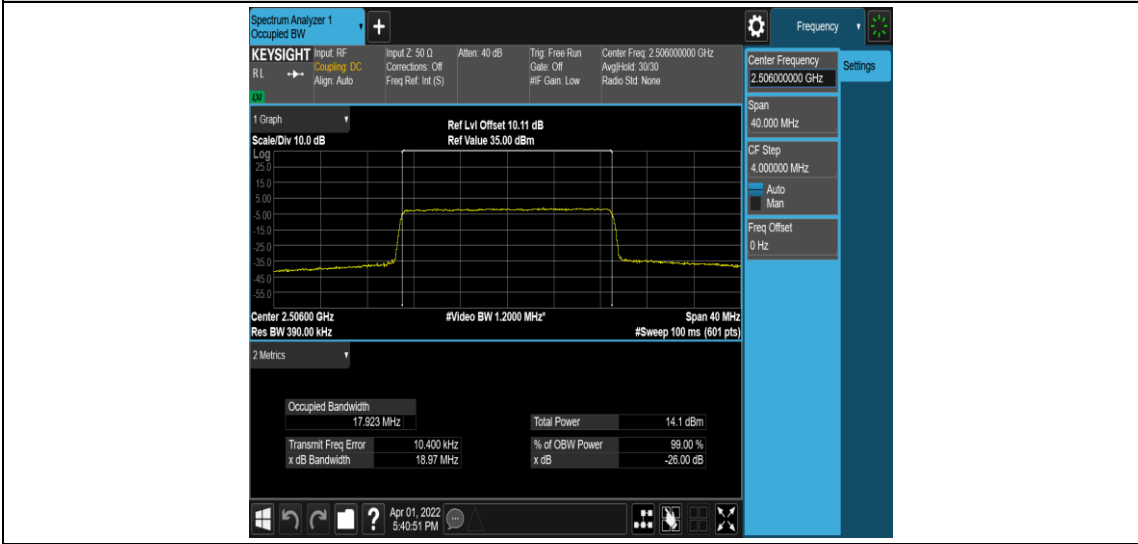 Spectrum Analyzer 1
Occupied BW
+
Frequency
KEYSIGHT
RL
Input: RF
Coupling: DC
Align: Auto
Input Z: 50 Ω
Corrections: Off
Freq Ref: Int (S)
Atten: 40 dB
Trig: Free Run
Gate: Off
#IF Gain: Low
Center Freq: 2.506000000 GHz
Avg|Hold: 30/30
Radio Std: None
Center Frequency
2.506000000 GHz
Settings
Span
40.000 MHz
CF Step
4.000000 MHz
Auto
Man
Freq Offset
0 Hz
1 Graph
Scale/Div 10.0 dB
Ref Lvl Offset 10.11 dB
Ref Value 35.00 dBm
Log
25.0
15.0
5.00
-5.00
-15.0
-25.0
-35.0
-45.0
-55.0
Center 2.50600 GHz
#Video BW 1.2000 MHz*
Span 40 MHz
Res BW 390.00 kHz
#Sweep 100 ms (601 pts)
2 Metrics
Occupied Bandwidth
17.923 MHz
Total Power 14.1 dBm
Transmit Freq Error 10.400 kHz
% of OBW Power 99.00 %
x dB Bandwidth 18.97 MHz
x dB -26.00 dB
?
Apr 01, 2022
5:40:51 PM